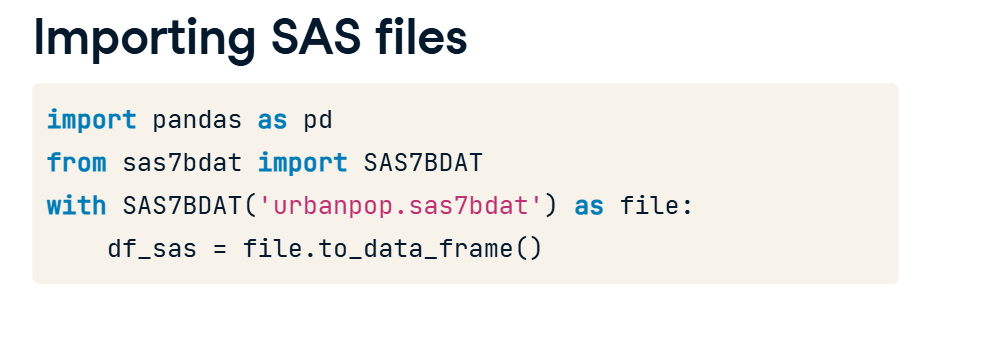 Importing SAS files
import pandas as pd
from sas7bdat import SAS7BDAT
with SAS7BDAT('urbanpop.sas7bdat') as file:
    df_sas = file.to_data_frame()